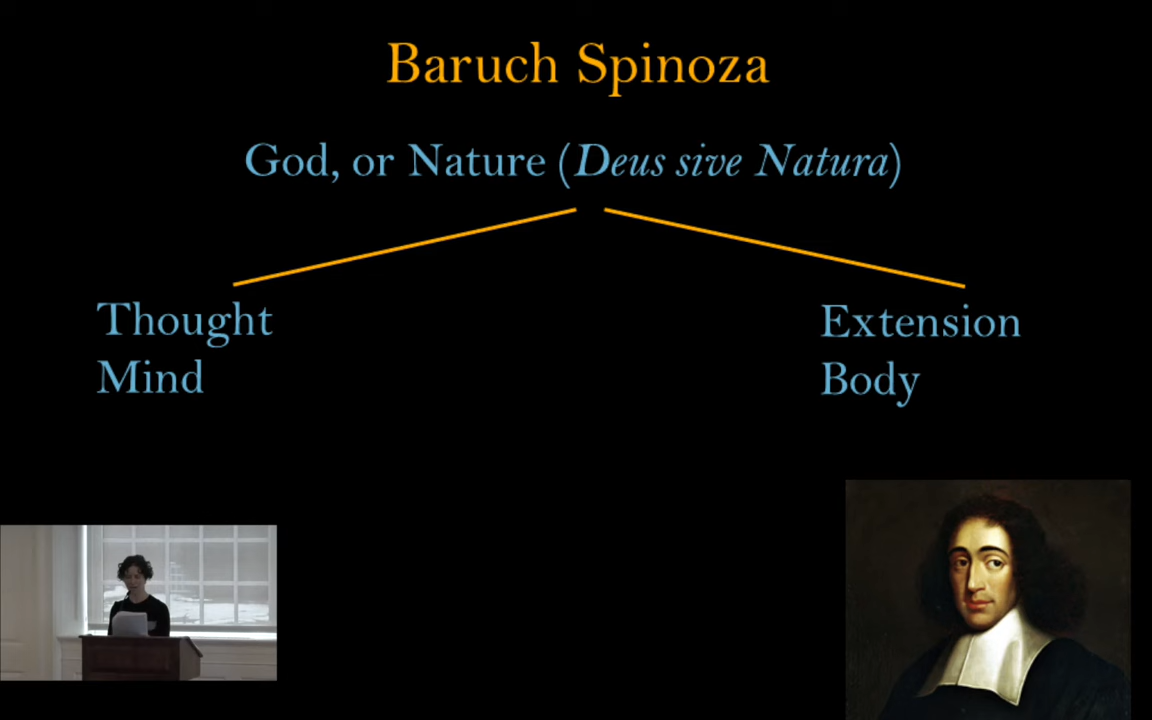 Baruch Spinoza
God, or Nature (Deus sive Natura)
Thought
Mind
Extension
Body